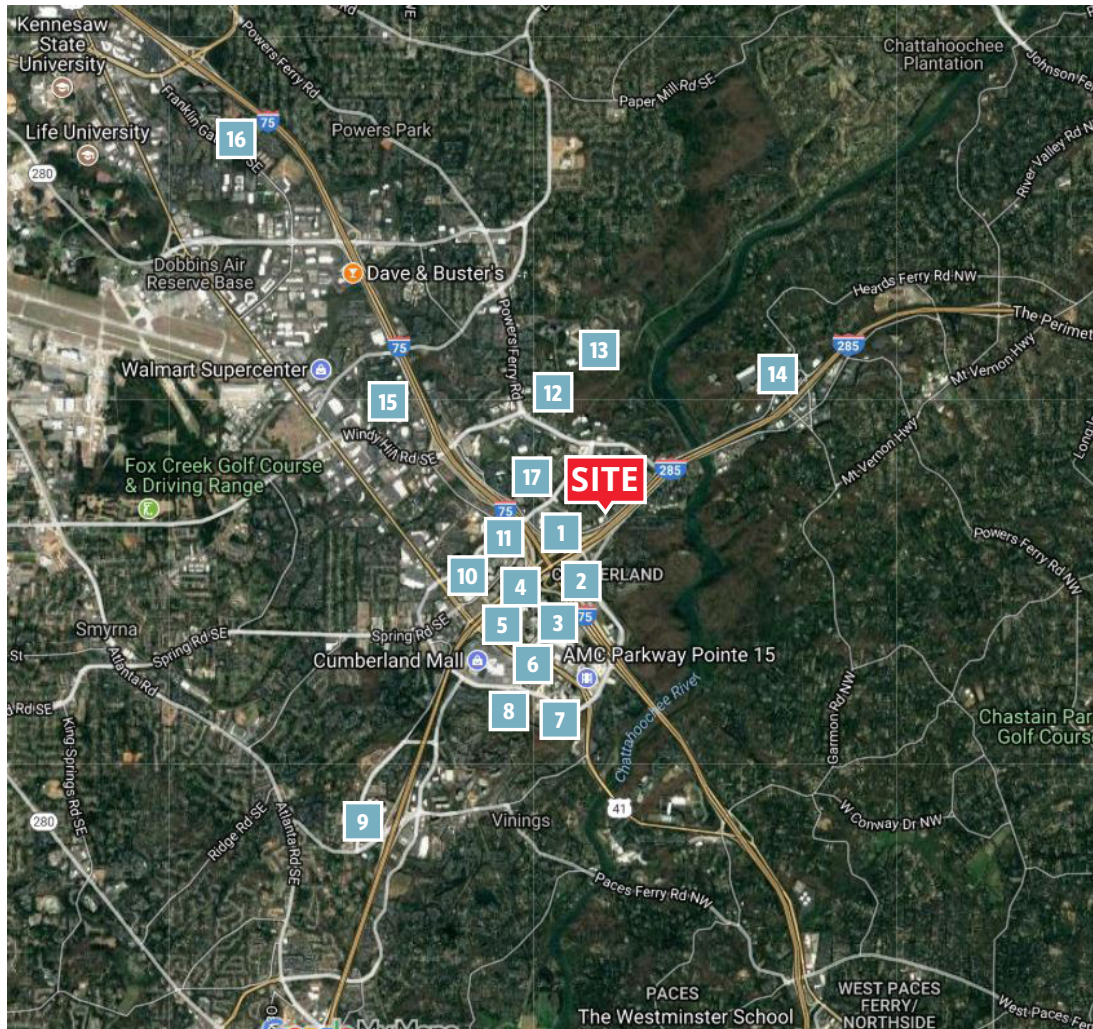 Kennesaw
State
University
Powers Ferry Rd
Chattahoochee
Plantation
Johnson Fer
Paper Mill Rd SE
Life University
16
75
Powers Park
280
River Valley Rd N
Dobbins Air
Reserve Base
Dave & Buster's
Heards Ferry Rd NW
The Perimet
Powers Ferry Rd
75
13
285
Mt Vernon Hwy
Walmart Supercenter
14
12
15
Windy Hill Rd SE
Fox Creek Golf Course
& Driving Range
17
SITE
285
Mt Vernon Hwy
75
11
1
Powers Ferry Rd NW
10
4
2
5
3
75
Smyrna
Spring Rd SE
Spring Rd SE
St
Atlanta Rd
Cumberland Mall
6
AMC Parkway Pointe 15
8
7
Rd SE
King Springs Rd SE
Chattahoochee River
Garmon Rd NW
Chastain Par
Golf Cours
280
Ridge Rd SE
Atlanta Rd SE
9
Vinings
41
W Conway Dr NW
Paces Ferry Rd NW
PACES
The Westminster School
WEST PACES
FERRY/
NORTHSIDE
West Paces Fer